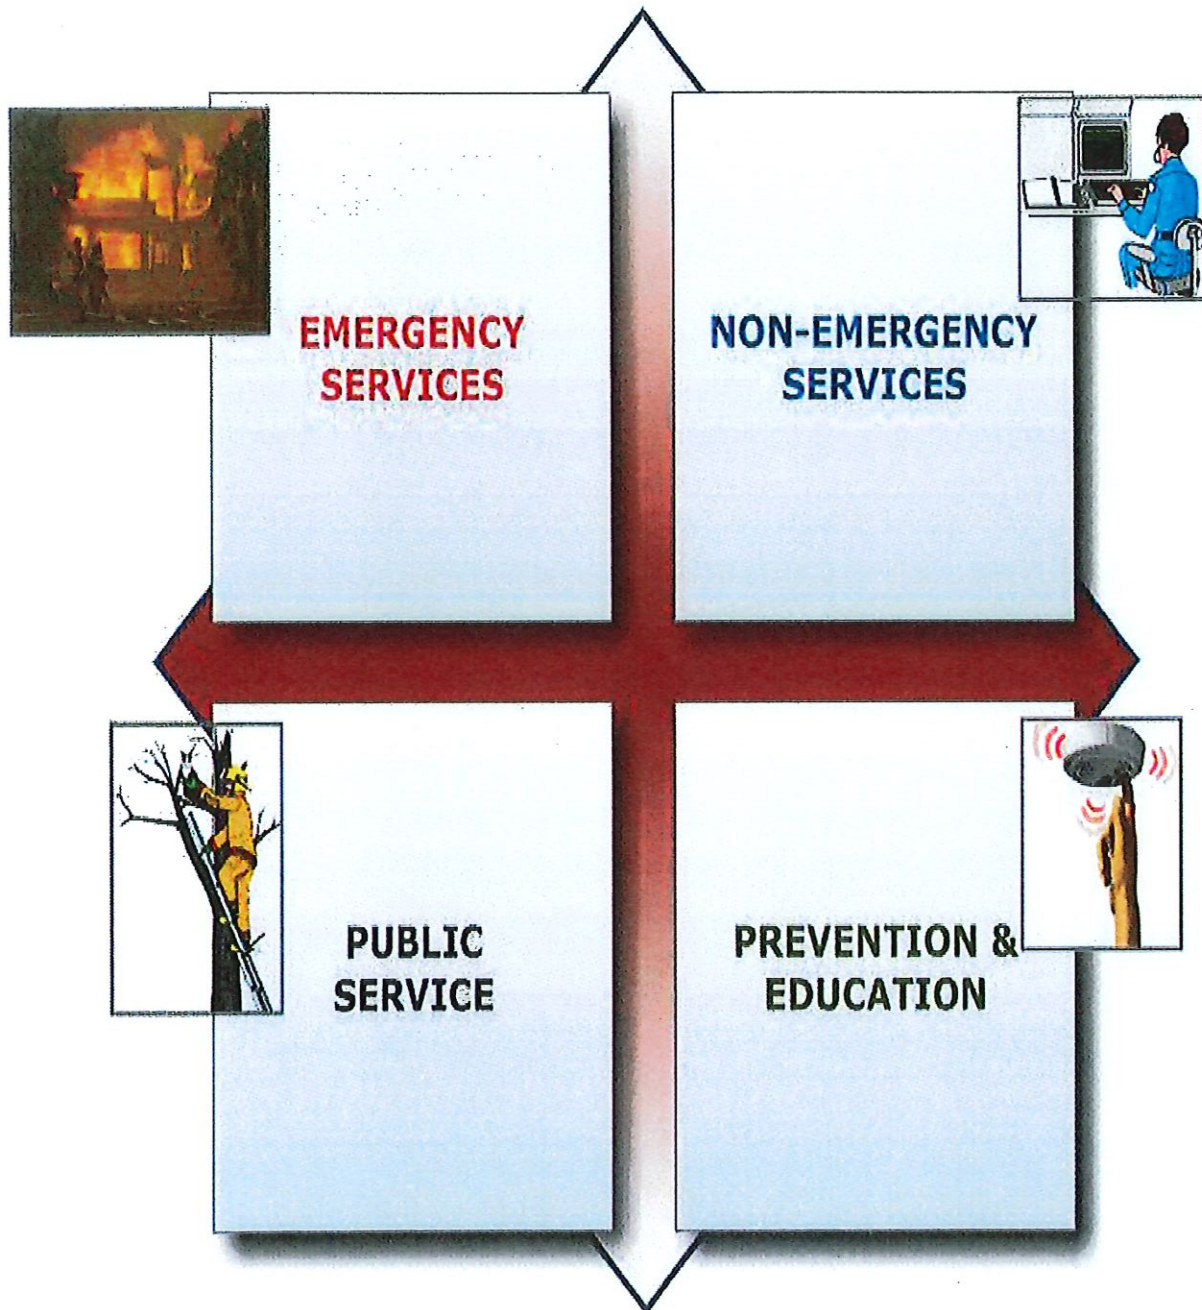 EMERGENCY
SERVICES
NON-EMERGENCY
SERVICES
PUBLIC
SERVICE
PREVENTION &
EDUCATION